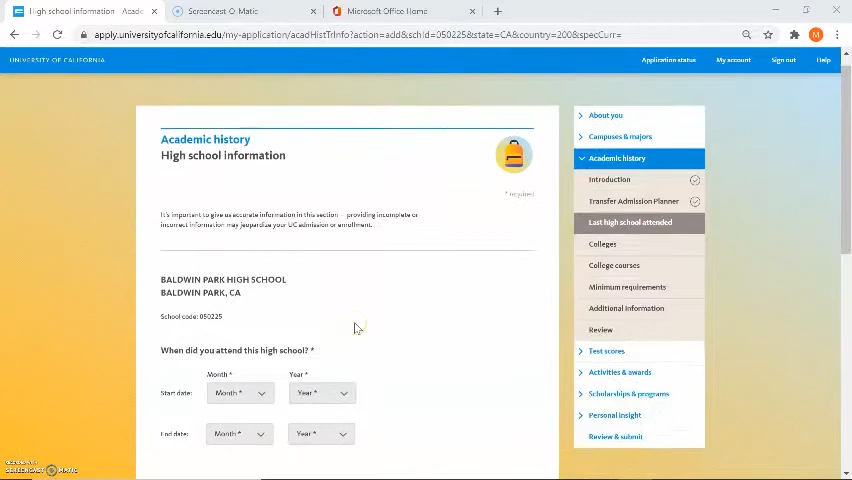 High school information - Acade
Screencast-O-Matic
Microsoft Office Home
apply.universityofcalifornia.edu/my-application/acadHistTrInfo?action=add&schId=050225&state=CA&country=200&specCurr=
M
UNIVERSITY OF CALIFORNIA
Application status
My account
Sign out
Help
Academic history
High school information
* required
It's important to give us accurate information in this section — providing incomplete or
incorrect information may jeopardize your UC admission or enrollment.
BALDWIN PARK HIGH SCHOOL
BALDWIN PARK, CA
School code: 050225
When did you attend this high school? *
Month * Year *
Start date: Month * Year *
End date: Month * Year *
About you
Campuses & majors
Academic history
Introduction
Transfer Admission Planner
Last high school attended
Colleges
College courses
Minimum requirements
Additional information
Review
Test scores
Activities & awards
Scholarships & programs
Personal insight
Review & submit
RECORDED WITH
SCREENCAST-O-MATIC